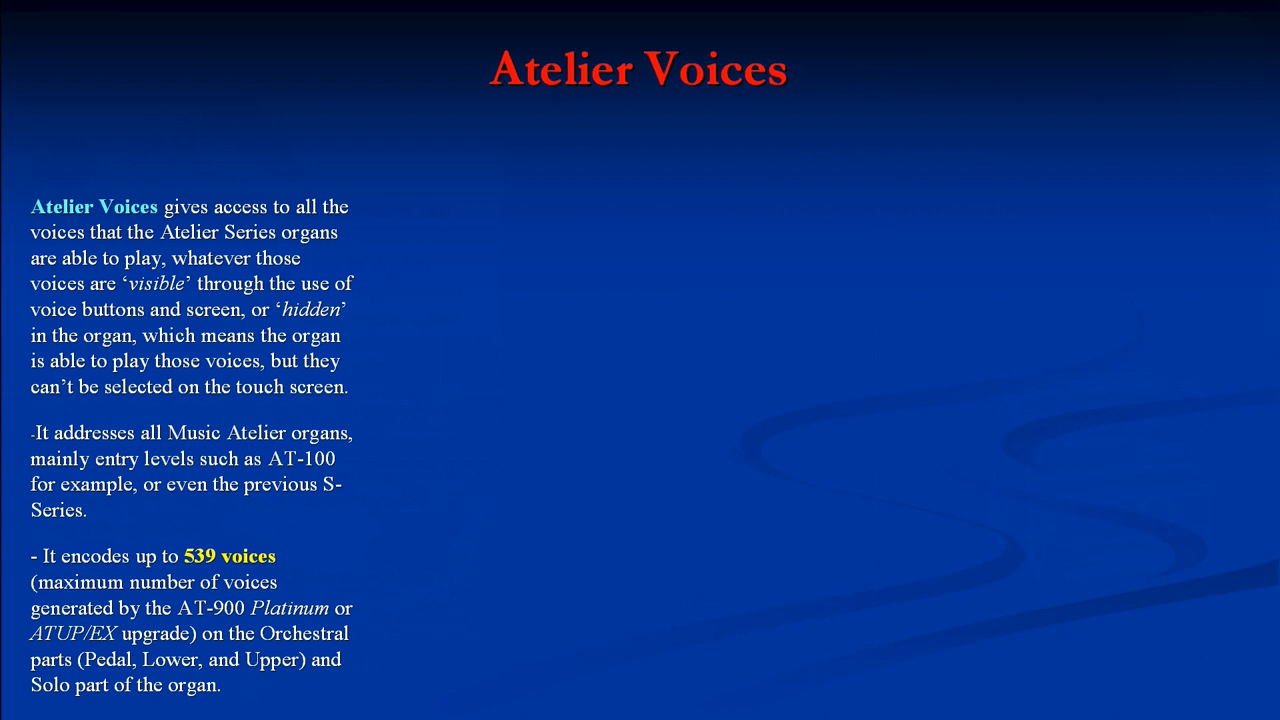 Atelier Voices
Atelier Voices gives access to all the
voices that the Atelier Series organs
are able to play, whatever those
voices are ‘visible’ through the use of
voice buttons and screen, or ‘hidden’
in the organ, which means the organ
is able to play those voices, but they
can’t be selected on the touch screen.
-It addresses all Music Atelier organs,
mainly entry levels such as AT-100
for example, or even the previous S-
Series.
- It encodes up to 539 voices
(maximum number of voices
generated by the AT-900 Platinum or
ATUP/EX upgrade) on the Orchestral
parts (Pedal, Lower, and Upper) and
Solo part of the organ.